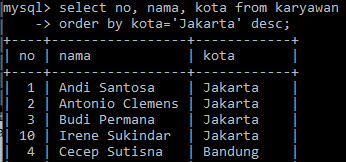 mysql> select no, nama, kota from karyawan
    -> order by kota='Jakarta' desc;
+----+-----------------+------------+
| no | nama            | kota       |
+----+-----------------+------------+
|  1 | Andi Santosa    | Jakarta
|  2 | Antonio Clemens | Jakarta
|  3 | Budi Permana    | Jakarta
| 10 | Irene Sukindar  | Jakarta
|  4 | Cecep Sutisna   | Bandung